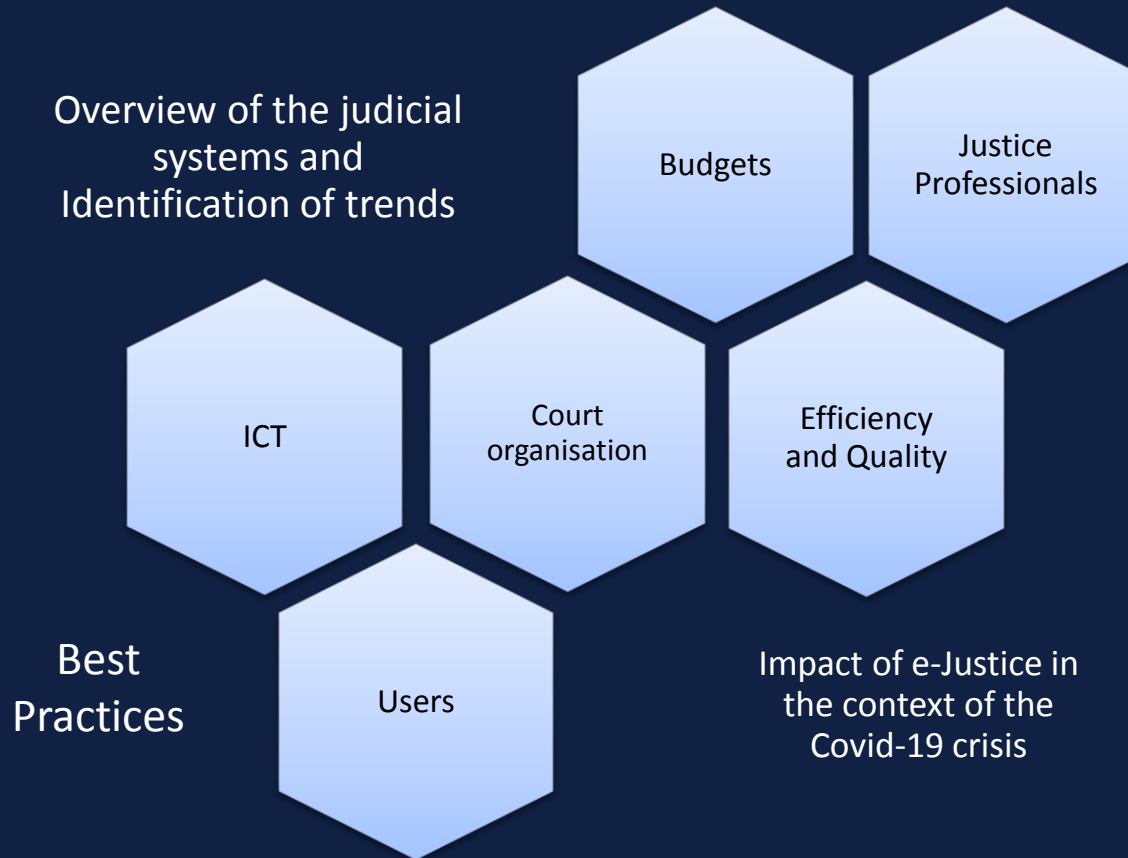 Overview of the judicial
systems and
Identification of trends
Budgets
Justice
Professionals
ICT
Court
organisation
Efficiency
and Quality
Best
Practices
Users
Impact of e-Justice in
the context of the
Covid-19 crisis